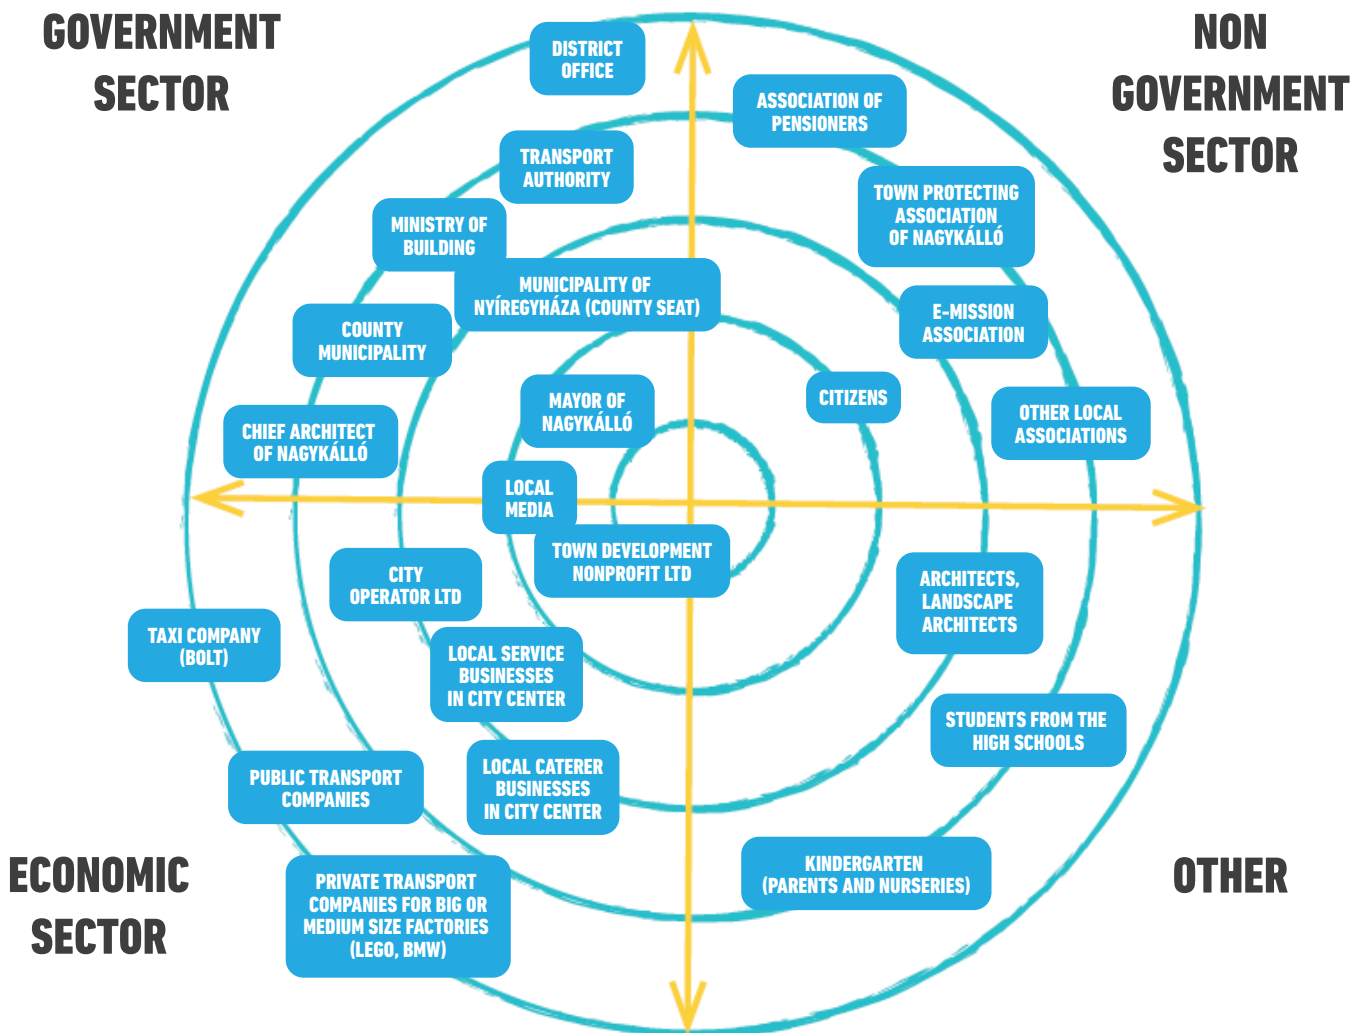 GOVERNMENT
SECTOR
NON
GOVERNMENT
SECTOR
DISTRICT
OFFICE
ASSOCIATION OF
PENSIONERS
TRANSPORT
AUTHORITY
TOWN PROTECTING
ASSOCIATION
OF NAGYKÁLLÓ
MINISTRY OF
BUILDING
MUNICIPALITY OF
NYÍREGYHÁZA (COUNTY SEAT)
E-MISSION
ASSOCIATION
COUNTY
MUNICIPALITY
MAYOR OF
NAGYKÁLLÓ
CITIZENS
OTHER LOCAL
ASSOCIATIONS
CHIEF ARCHITECT
OF NAGYKÁLLÓ
LOCAL
MEDIA
TOWN DEVELOPMENT
NONPROFIT LTD
CITY
OPERATOR LTD
ARCHITECTS,
LANDSCAPE
ARCHITECTS
TAXI COMPANY
(BOLT)
LOCAL SERVICE
BUSINESSES
IN CITY CENTER
STUDENTS FROM THE
HIGH SCHOOLS
PUBLIC TRANSPORT
COMPANIES
LOCAL CATERER
BUSINESSES
IN CITY CENTER
ECONOMIC
SECTOR
PRIVATE TRANSPORT
COMPANIES FOR BIG OR
MEDIUM SIZE FACTORIES
(LEGO, BMW)
KINDERGARTEN
(PARENTS AND NURSERIES)
OTHER